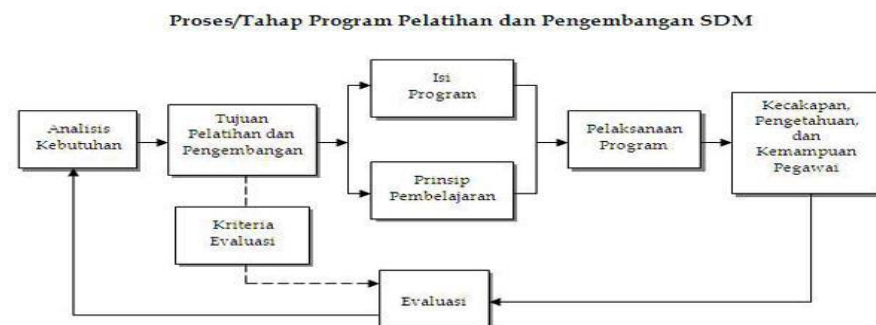 Proses/Tahap Program Pelatihan dan Pengembangan SDM
Analisis
Kebutuhan
Tujuan
Pelatihan dan
Pengembangan
Isi
Program
Prinsip
Pembelajaran
Pelaksanaan
Program
Kecakapan,
Pengetahuan,
dan
Kemampuan
Pegawai
Kriteria
Evaluasi
Evaluasi